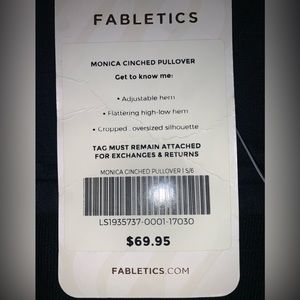 FABLETICS
MONICA CINCHED PULLOVER
Get to know me:
• Adjustable hem
• Flattering high-low hem
• Cropped, oversized silhouette
TAG MUST REMAIN ATTACHED
FOR EXCHANGES & RETURNS
MONICA CINCHED PULLOVER | S/6
LS1935737-0001-17030
$69.95
FABLETICS.COM